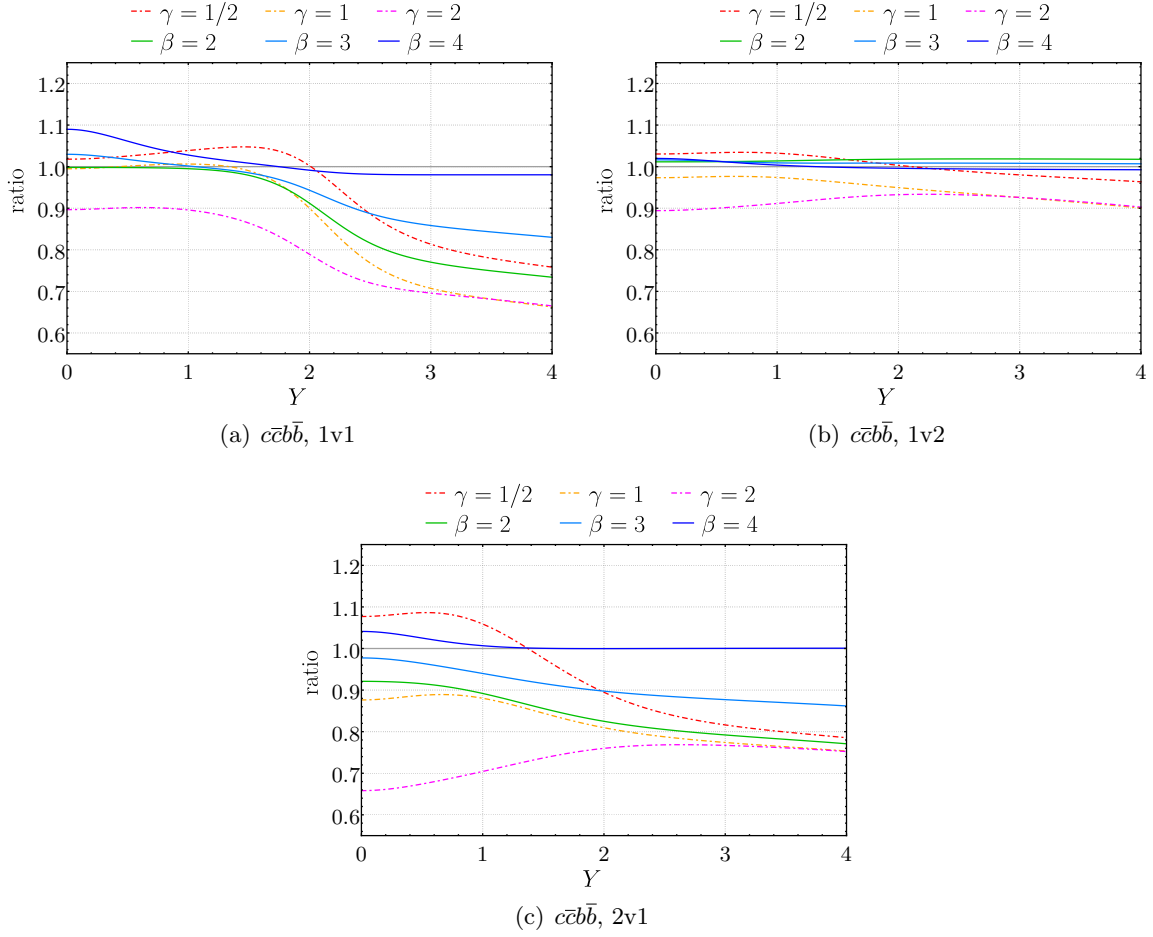 γ = 1/2 γ = 1 γ = 2
β = 2 β = 3 β = 4
1.2
1.1
1.0
0.9
0.8
0.7
0.6
ratio
0 1 2 3 4
Y
(a) cc̅bb̅, 1v1
γ = 1/2 γ = 1 γ = 2
β = 2 β = 3 β = 4
1.2
1.1
1.0
0.9
0.8
0.7
0.6
ratio
0 1 2 3 4
Y
(b) cc̅bb̅, 1v2
γ = 1/2 γ = 1 γ = 2
β = 2 β = 3 β = 4
1.2
1.1
1.0
0.9
0.8
0.7
0.6
ratio
0 1 2 3 4
Y
(c) cc̅bb̅, 2v1